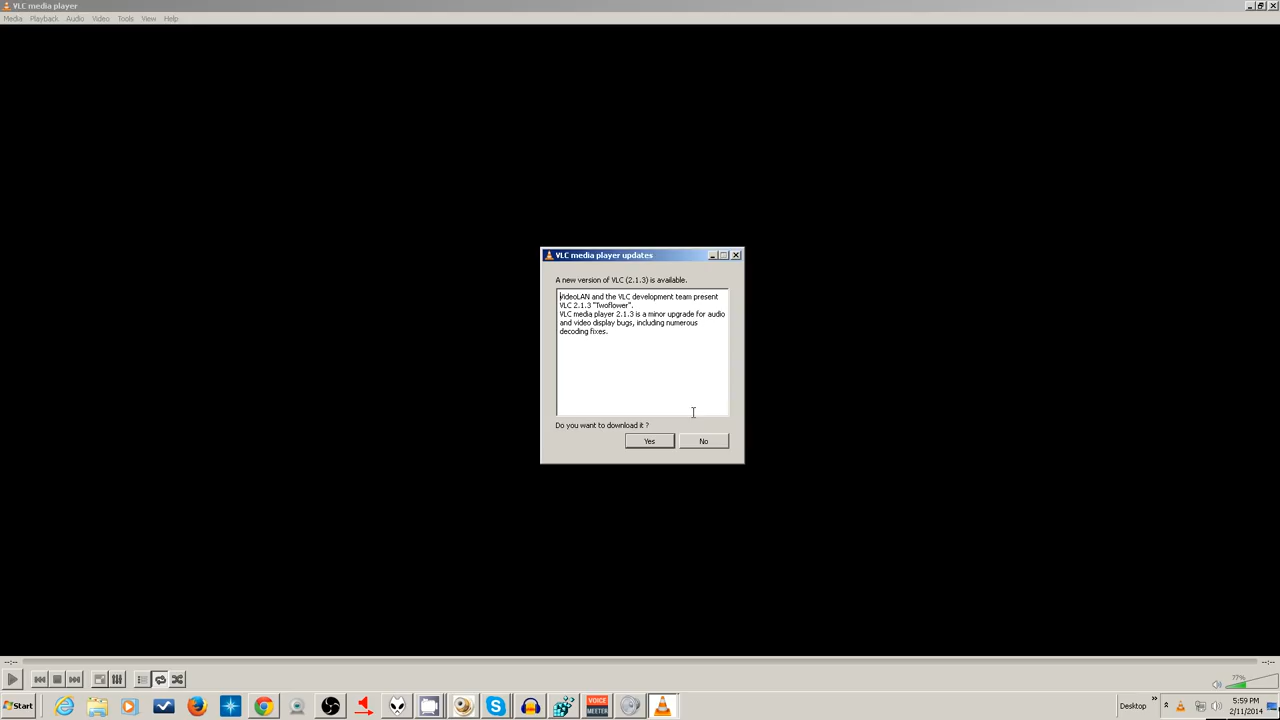 VLC media player
Media Playback Audio Video Tools View Help
VLC media player updates
A new version of VLC (2.1.3) is available.
VideoLAN and the VLC development team present
VLC 2.1.3 "Twoflower".
VLC media player 2.1.3 is a minor upgrade for audio
and video display bugs, including numerous
decoding fixes.
Do you want to download it ?
Yes No
--:-- --:--
77%
Start
VOICE
MEETER
Desktop
5:59 PM
2/11/2014